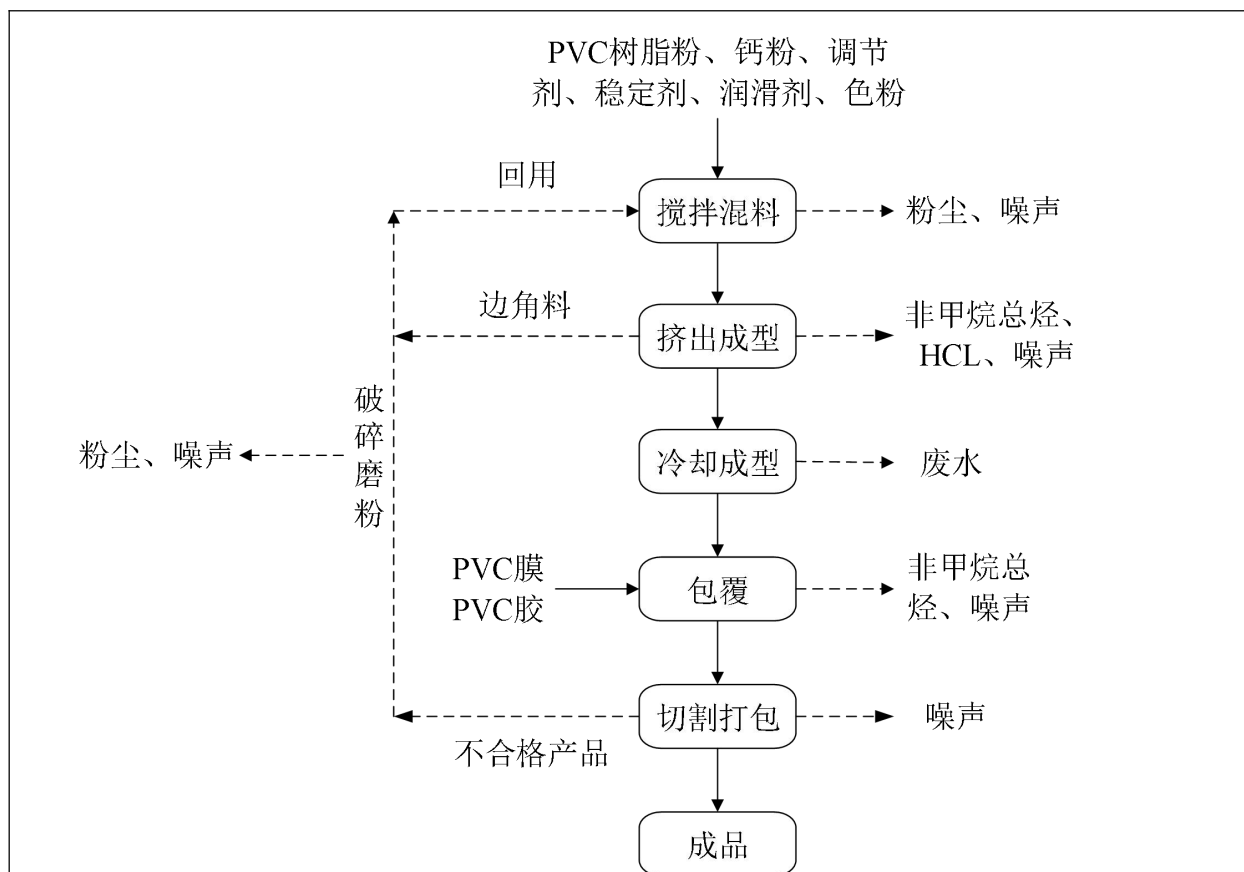 PVC树脂粉、钙粉、调节
剂、稳定剂、润滑剂、色粉
回用
搅拌混料
粉尘、噪声
边角料
挤出成型
非甲烷总烃、
HCL、噪声
破碎磨粉
粉尘、噪声
冷却成型
废水
PVC膜
PVC胶
包覆
非甲烷总
烃、噪声
切割打包
噪声
不合格产品
成品